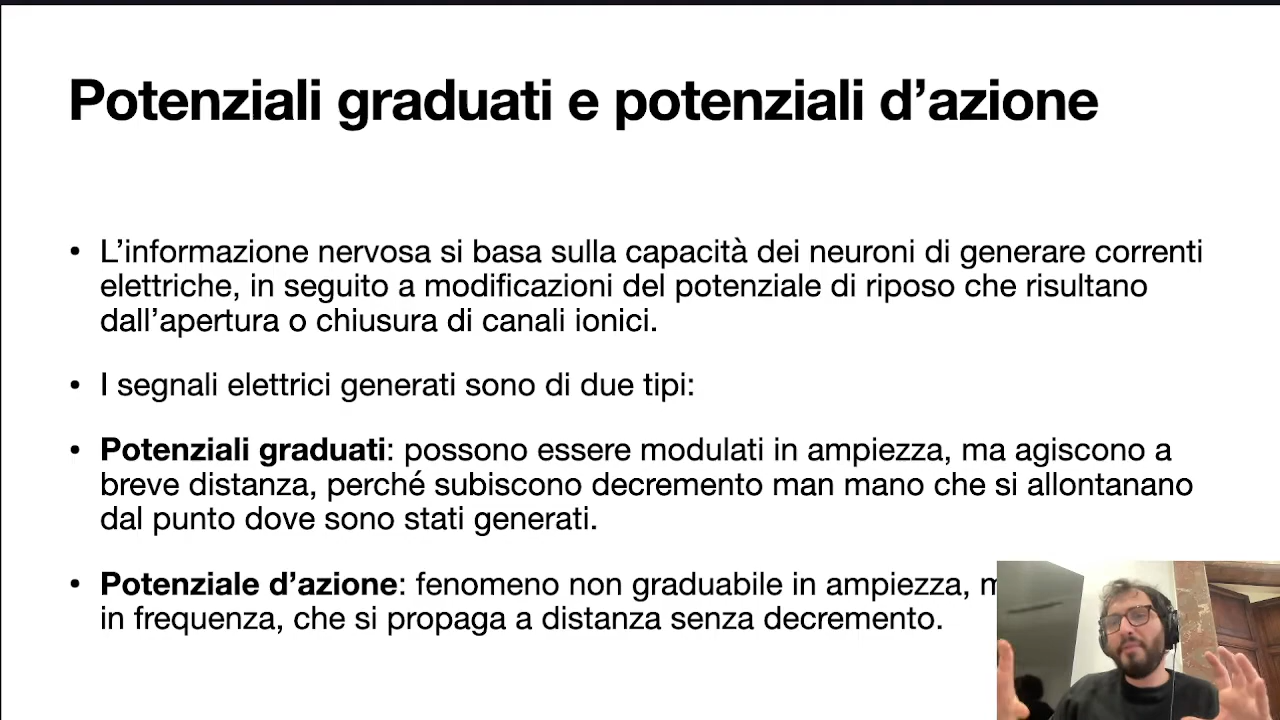 Potenziali graduati e potenziali d’azione
• L’informazione nervosa si basa sulla capacità dei neuroni di generare correnti
elettriche, in seguito a modificazioni del potenziale di riposo che risultano
dall’apertura o chiusura di canali ionici.
• I segnali elettrici generati sono di due tipi:
• Potenziali graduati: possono essere modulati in ampiezza, ma agiscono a
breve distanza, perché subiscono decremento man mano che si allontanano
dal punto dove sono stati generati.
• Potenziale d’azione: fenomeno non graduabile in ampiezza,
in frequenza, che si propaga a distanza senza decremento.